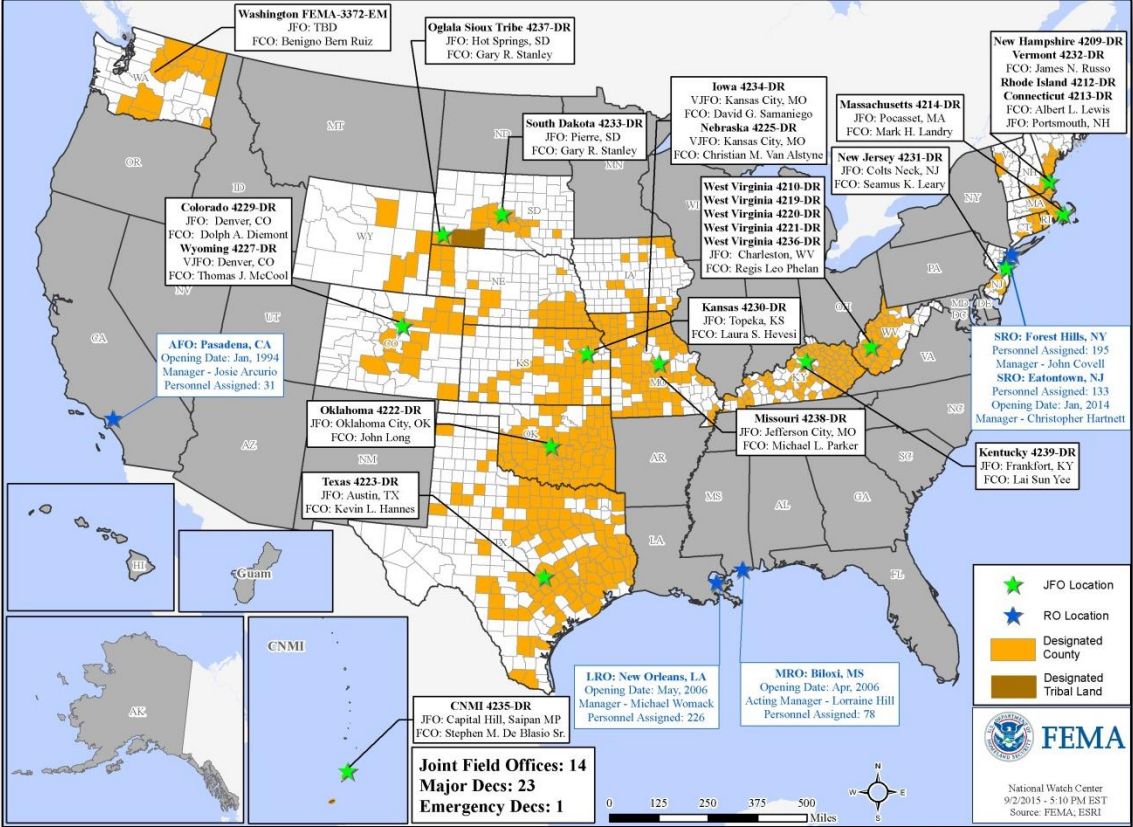 Washington FEMA-3372-EM
JFO: TBD
FCO: Benigno Bern Ruiz
Oglala Sioux Tribe 4237-DR
JFO: Hot Springs, SD
FCO: Gary R. Stanley
South Dakota 4233-DR
JFO: Pierre, SD
FCO: Gary R. Stanley
Iowa 4234-DR
VJFO: Kansas City, MO
FCO: David G. Samaniego
Nebraska 4225-DR
VJFO: Kansas City, MO
FCO: Christian M. Van Alstyne
Massachusetts 4214-DR
JFO: Pocasset, MA
FCO: Mark H. Landry
New Hampshire 4209-DR
Vermont 4232-DR
FCO: James N. Russo
Rhode Island 4212-DR
Connecticut 4213-DR
FCO: Albert L. Lewis
JFO: Portsmouth, NH
New Jersey 4231-DR
JFO: Colts Neck, NJ
FCO: Seamus K. Leary
West Virginia 4210-DR
West Virginia 4219-DR
West Virginia 4220-DR
West Virginia 4221-DR
West Virginia 4236-DR
JFO: Charleston, WV
FCO: Regis Leo Phelan
Colorado 4229-DR
JFO: Denver, CO
FCO: Dolph A. Diemont
Wyoming 4227-DR
VJFO: Denver, CO
FCO: Thomas J. McCool
Kansas 4230-DR
JFO: Topeka, KS
FCO: Laura S. Hevesi
AFO: Pasadena, CA
Opening Date: Jan, 1994
Manager - Josie Arcurio
Personnel Assigned: 31
SRO: Forest Hills, NY
Personnel Assigned: 195
Manager - John Covell
SRO: Eatontown, NJ
Personnel Assigned: 133
Opening Date: Jan, 2014
Manager - Christopher Hartnett
Oklahoma 4222-DR
JFO: Oklahoma City, OK
FCO: John Long
Missouri 4238-DR
JFO: Jefferson City, MO
FCO: Michael L. Parker
Kentucky 4239-DR
JFO: Frankfort, KY
FCO: Lai Sun Yee
Texas 4223-DR
JFO: Austin, TX
FCO: Kevin L. Hannes
LRO: New Orleans, LA
Opening Date: May, 2006
Manager - Michael Womack
Personnel Assigned: 226
MRO: Biloxi, MS
Opening Date: Apr, 2006
Acting Manager - Lorraine Hill
Personnel Assigned: 78
CNMI 4235-DR
JFO: Capital Hill, Saipan MP
FCO: Stephen M. De Blasio Sr.
Joint Field Offices: 14
Major Decs: 23
Emergency Decs: 1
WA
MT
ND
MN
OR
ID
SD
WI
NY
NH
MA
RI
CT
WY
IA
PA
NJ
NV
NE
OH
MD
DE
DC
UT
CA
CO
KS
MO
WV
VA
KY
NC
AZ
NM
OK
AR
SC
MS
AL
GA
TX
LA
FL
HI
Guam
AK
CNMI
JFO Location
RO Location
Designated
County
Designated
Tribal Land
FEMA
National Watch Center
9/2/2015 - 5:10 PM EST
Source: FEMA; ESRI
N
W
E
S
0 125 250 375 500
Miles